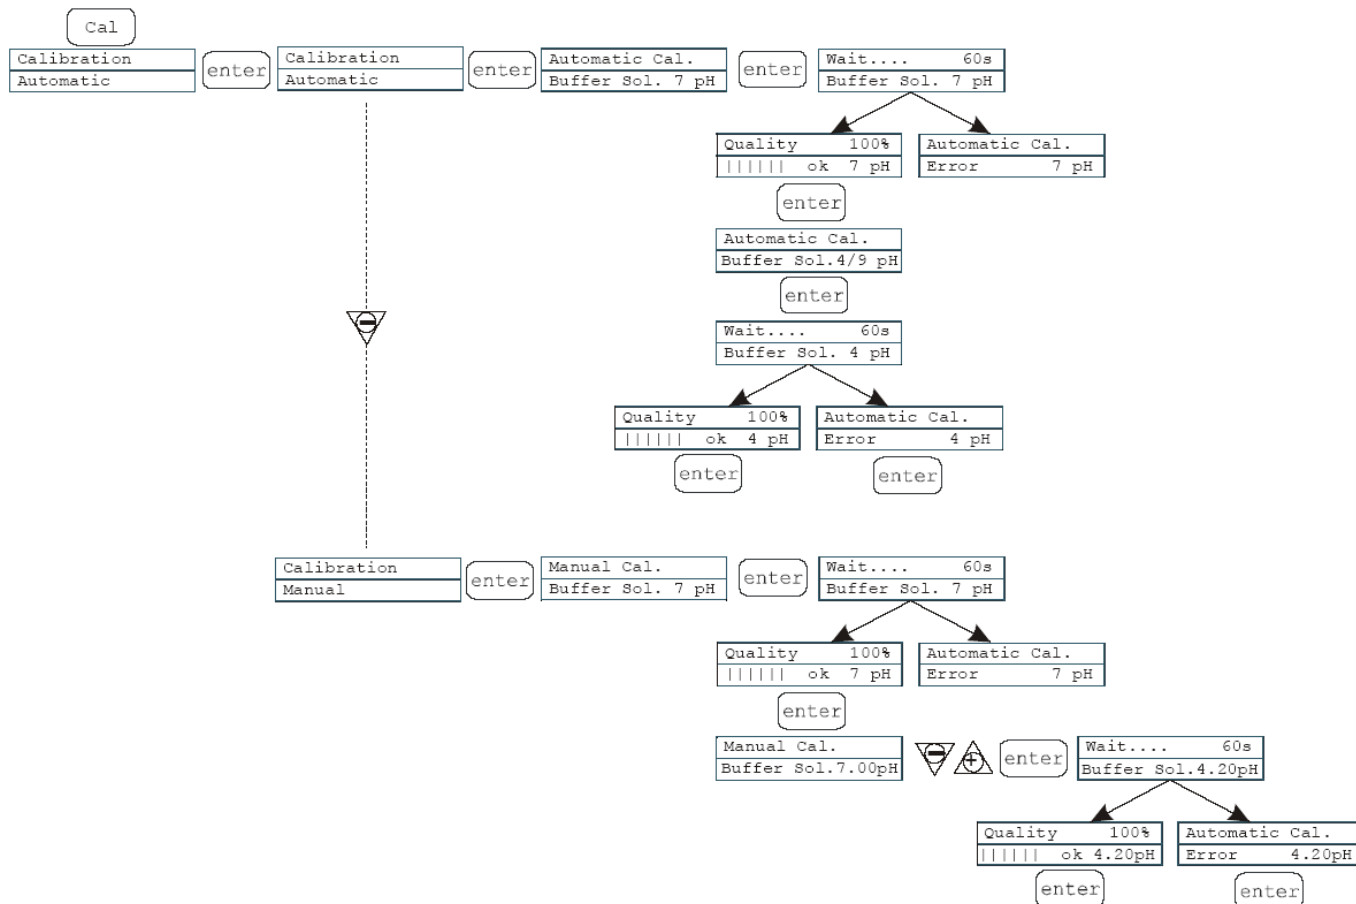 Cal
Calibration
Automatic
enter
Calibration
Automatic
enter
Automatic Cal.
Buffer Sol. 7 pH
enter
Wait.... 60s
Buffer Sol. 7 pH
Quality 100%
|||||| ok 7 pH
Automatic Cal.
Error 7 pH
enter
Automatic Cal.
Buffer Sol.4/9 pH
enter
Wait.... 60s
Buffer Sol. 4 pH
Quality 100%
|||||| ok 4 pH
Automatic Cal.
Error 4 pH
enter
enter
Calibration
Manual
enter
Manual Cal.
Buffer Sol. 7 pH
enter
Wait.... 60s
Buffer Sol. 7 pH
Quality 100%
|||||| ok 7 pH
Automatic Cal.
Error 7 pH
enter
Manual Cal.
Buffer Sol.7.00pH
enter
Wait.... 60s
Buffer Sol.4.20pH
Quality 100%
|||||| ok 4.20pH
Automatic Cal.
Error 4.20pH
enter
enter